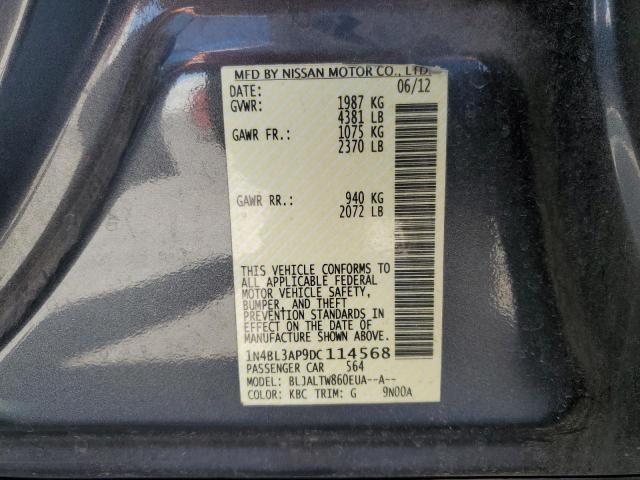 MFD BY NISSAN MOTOR CO., LTD.
DATE: 06/12
GVWR: 1987 KG
4381 LB
GAWR FR.: 1075 KG
2370 LB
GAWR RR.: 940 KG
2072 LB
THIS VEHICLE CONFORMS TO
ALL APPLICABLE FEDERAL
MOTOR VEHICLE SAFETY,
BUMPER, AND THEFT
PREVENTION STANDARDS IN
EFFECT ON THE DATE OF
MANUFACTURE SHOWN ABOVE.
1N4BL3AP9DC114568
PASSENGER CAR S64
MODEL: BLJALTW860EUA--A--
COLOR: KBC TRIM: G 9N00A